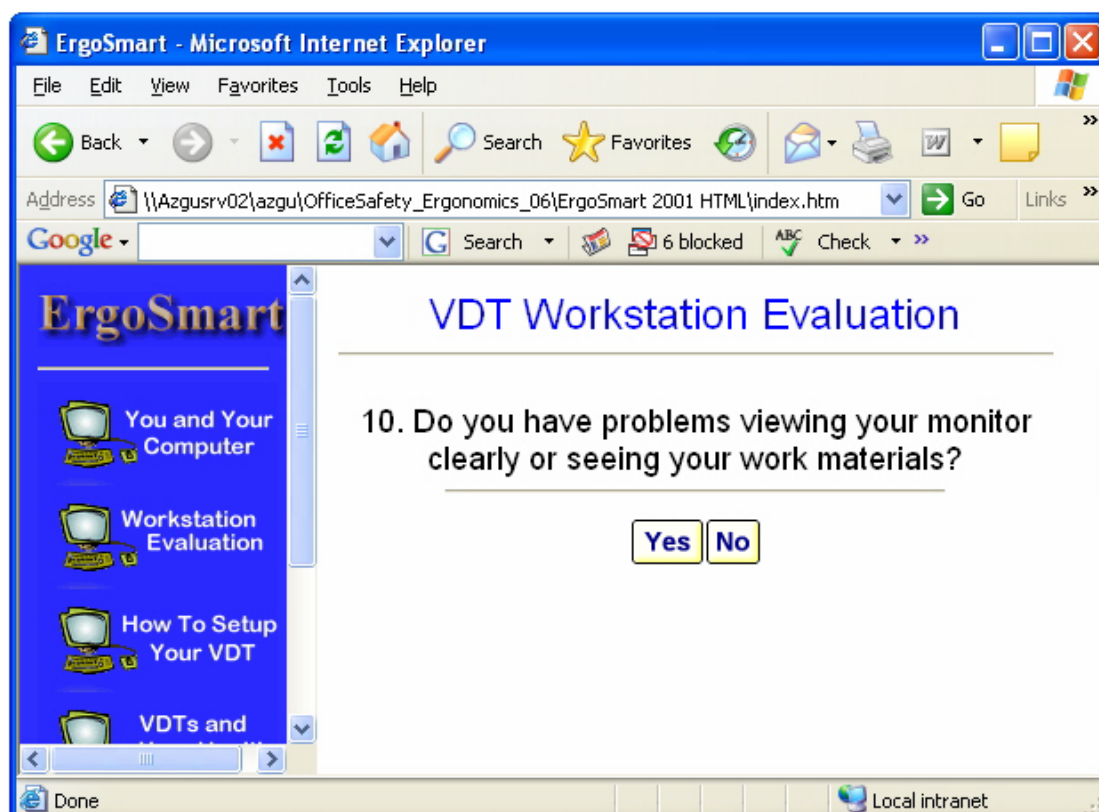 ErgoSmart - Microsoft Internet Explorer
File Edit View Favorites Tools Help
Back Search Favorites W »
Address \\Azgusrv02\azgu\OfficeSafety_Ergonomics_06\ErgoSmart 2001 HTML\index.htm Go Links »
Google G Search 6 blocked ABC Check »
ErgoSmart
You and Your
Computer
Workstation
Evaluation
How To Setup
Your VDT
VDTs and
VDT Workstation Evaluation
10. Do you have problems viewing your monitor
clearly or seeing your work materials?
Yes No
Done Local intranet